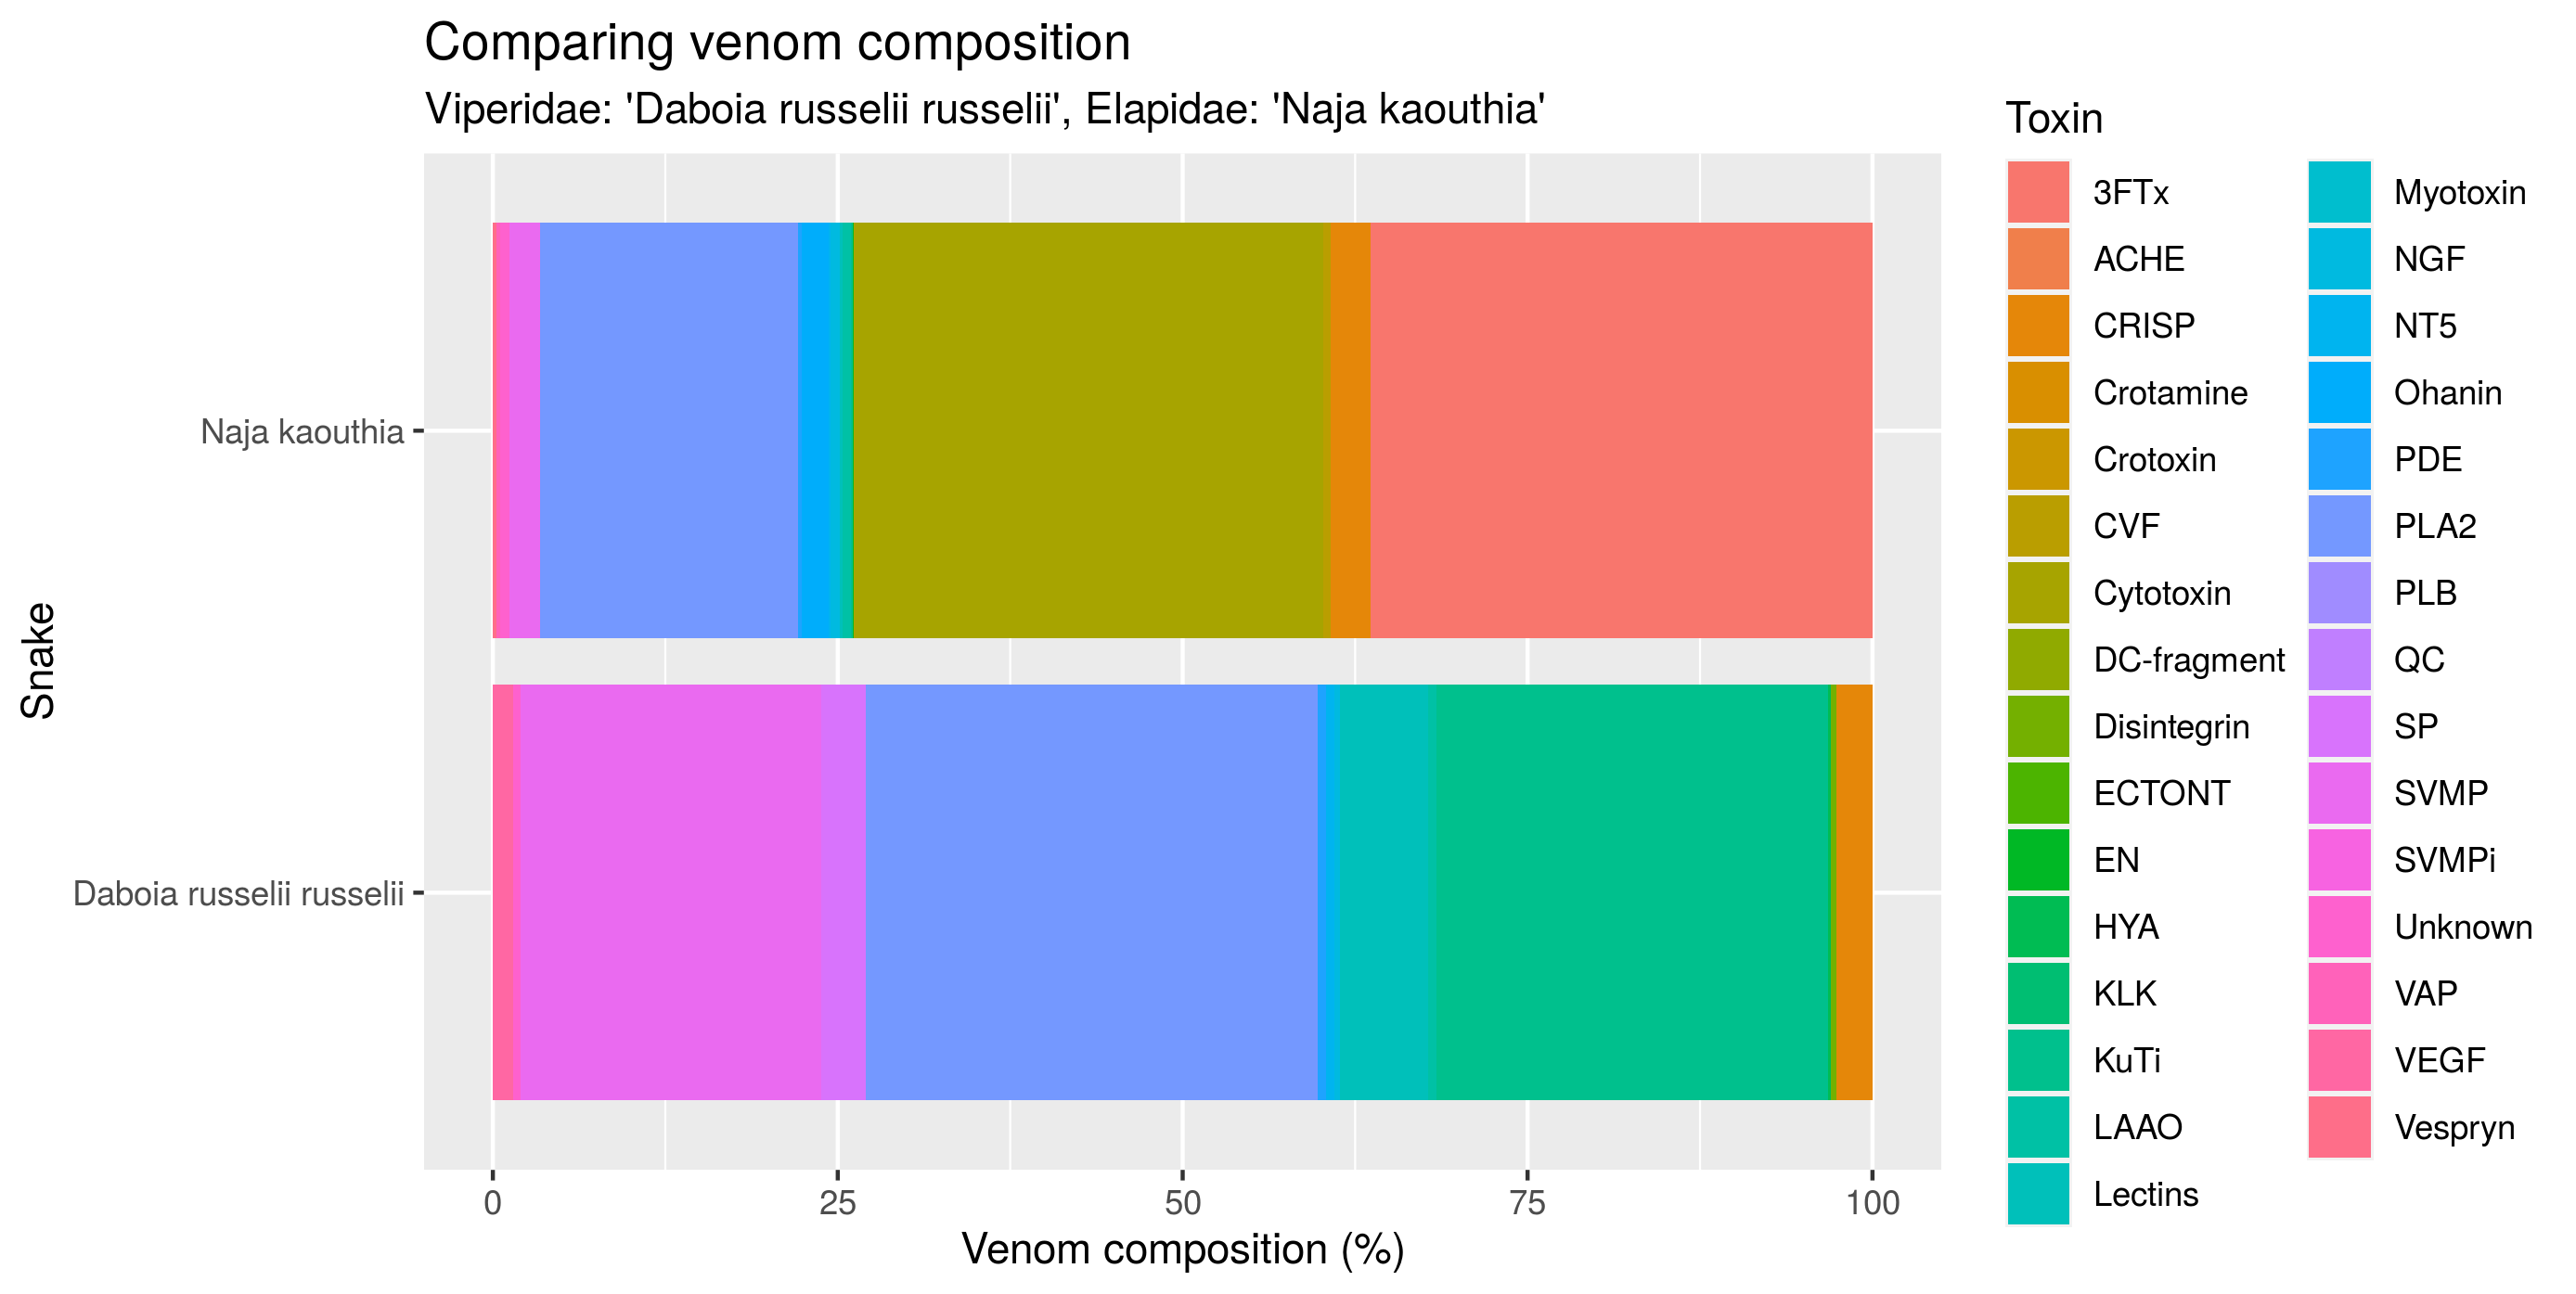 Comparing venom composition
Viperidae: 'Daboia russelii russelii', Elapidae: 'Naja kaouthia'
Snake
Naja kaouthia
Daboia russelii russelii
0 25 50 75 100
Venom composition (%)
Toxin
3FTx
ACHE
CRISP
Crotamine
Crotoxin
CVF
Cytotoxin
DC-fragment
Disintegrin
ECTONT
EN
HYA
KLK
KuTi
LAAO
Lectins
Myotoxin
NGF
NT5
Ohanin
PDE
PLA2
PLB
QC
SP
SVMP
SVMPi
Unknown
VAP
VEGF
Vespryn